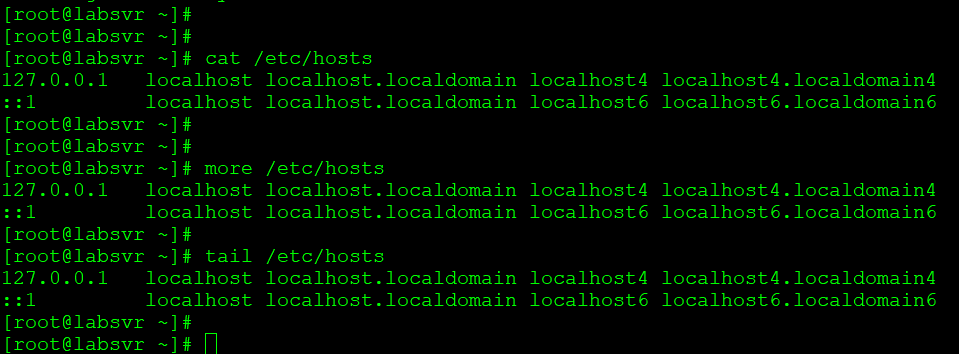 [root@labsvr ~]#
[root@labsvr ~]#
[root@labsvr ~]# cat /etc/hosts
127.0.0.1   localhost localhost.localdomain localhost4 localhost4.localdomain4
::1         localhost localhost.localdomain localhost6 localhost6.localdomain6
[root@labsvr ~]#
[root@labsvr ~]#
[root@labsvr ~]# more /etc/hosts
127.0.0.1   localhost localhost.localdomain localhost4 localhost4.localdomain4
::1         localhost localhost.localdomain localhost6 localhost6.localdomain6
[root@labsvr ~]#
[root@labsvr ~]# tail /etc/hosts
127.0.0.1   localhost localhost.localdomain localhost4 localhost4.localdomain4
::1         localhost localhost.localdomain localhost6 localhost6.localdomain6
[root@labsvr ~]#
[root@labsvr ~]#